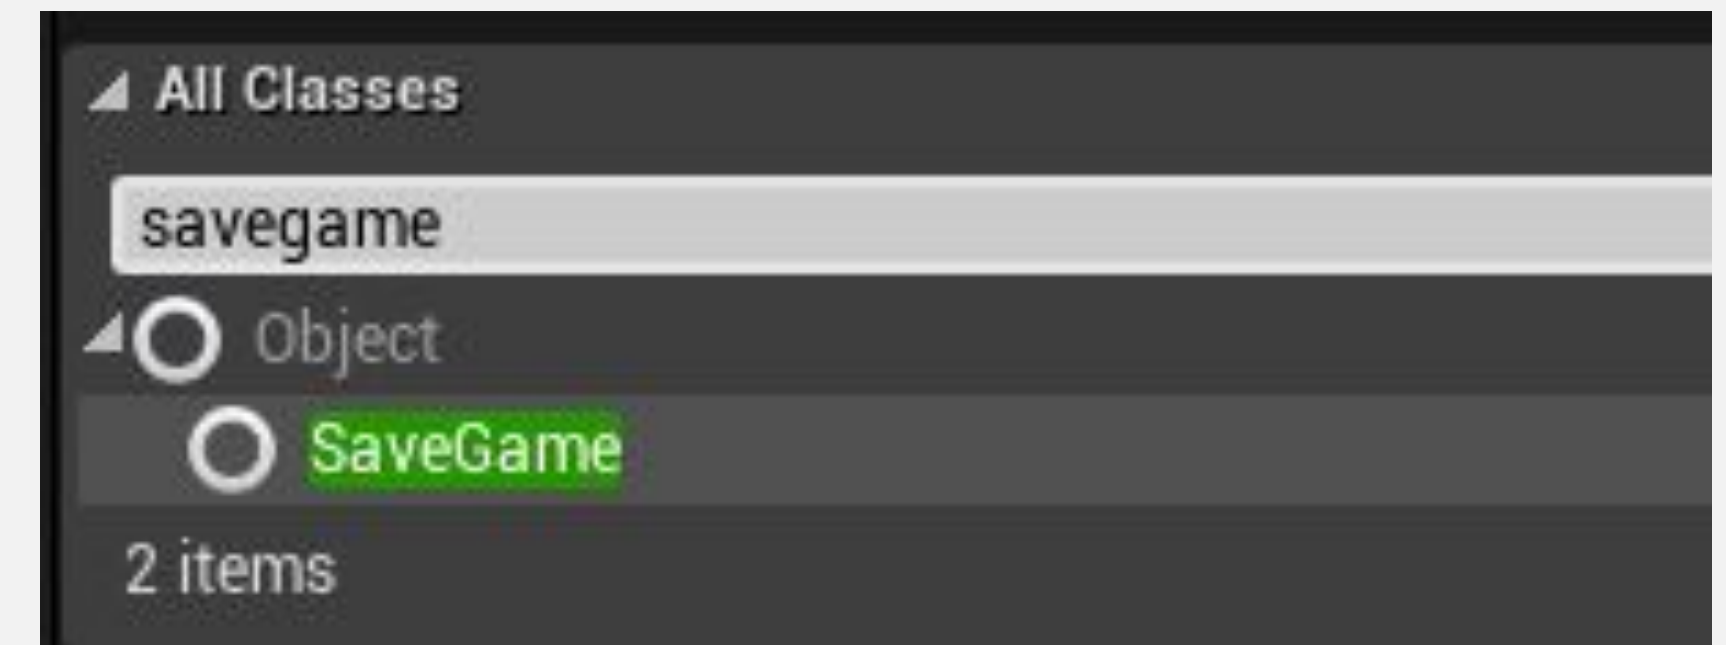 All Classes
savegame
Object
SaveGame
2 items